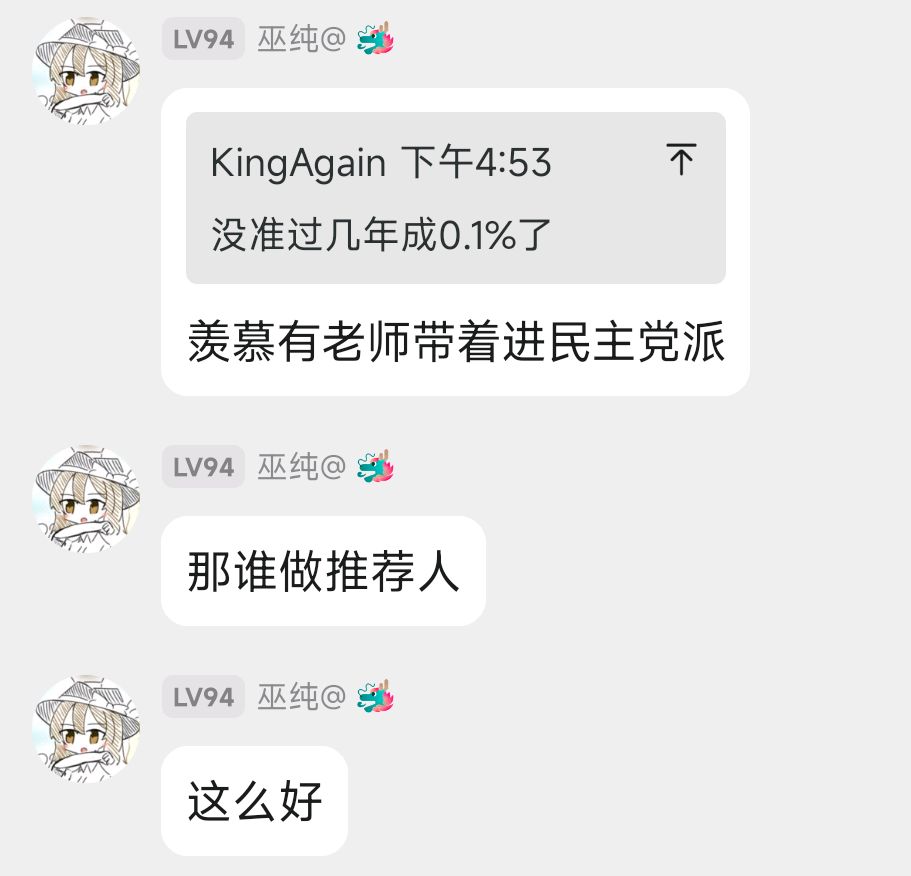 LV94 巫纯@
KingAgain 下午4:53
没准过几年成0.1%了
羡慕有老师带着进民主党派
LV94 巫纯@
那谁做推荐人
LV94 巫纯@
这么好